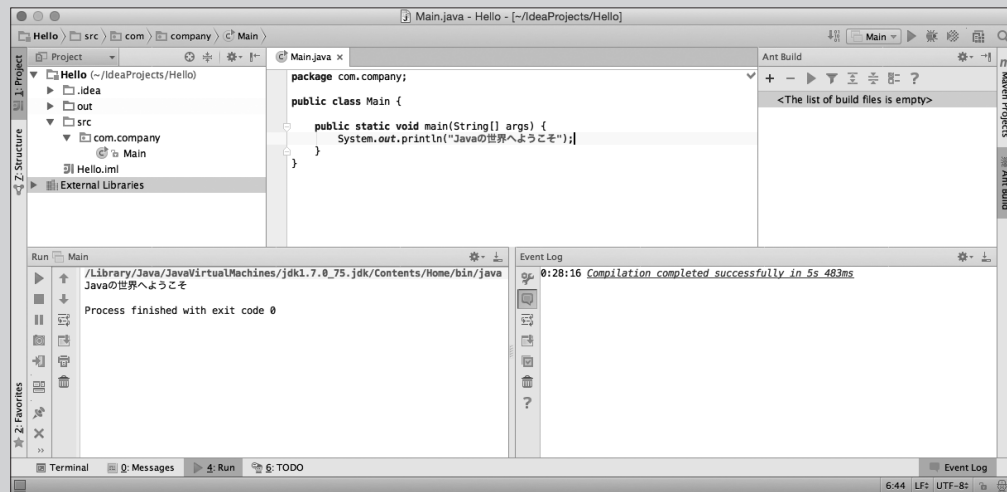 Main.java - Hello - [~/IdeaProjects/Hello]
Hello src com company Main
Main
1: Project
Z: Structure
2: Favorites
Project
Hello (~/IdeaProjects/Hello)
.idea
out
src
com.company
Main
Hello.iml
External Libraries
Main.java ×
package com.company;
public class Main {
public static void main(String[] args) {
System.out.println("Javaの世界へようこそ");
}
}
Ant Build
<The list of build files is empty>
Maven Projects
Ant Build
Run Main
/Library/Java/JavaVirtualMachines/jdk1.7.0_75.jdk/Contents/Home/bin/java
Javaの世界へようこそ
Process finished with exit code 0
Event Log
0:28:16 Compilation completed successfully in 5s 483ms
Terminal 0: Messages 4: Run 6: TODO Event Log
6:44 LF÷ UTF-8÷